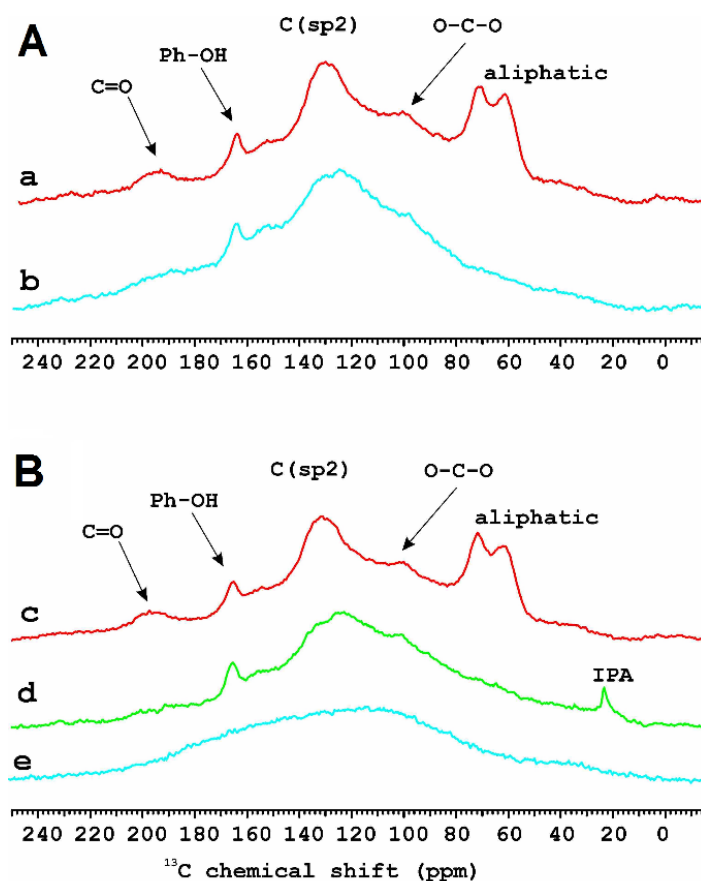 A
C(sp2)
O-C-O
Ph-OH
aliphatic
C=O
a
b
240 220 200 180 160 140 120 100 80 60 40 20 0
B
C(sp2)
O-C-O
Ph-OH
aliphatic
C=O
c
d
IPA
e
240 220 200 180 160 140 120 100 80 60 40 20 0
¹³C chemical shift (ppm)